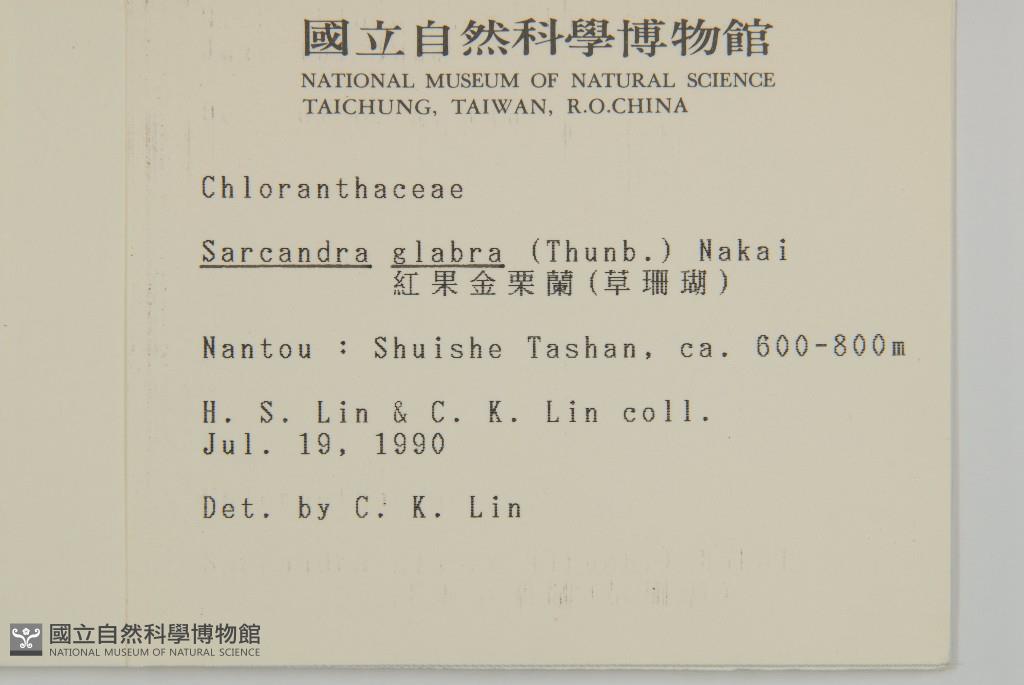 國立自然科學博物館
NATIONAL MUSEUM OF NATURAL SCIENCE
TAICHUNG, TAIWAN, R.O.CHINA
Chloranthaceae
Sarcandra glabra (Thunb.) Nakai
紅果金栗蘭(草珊瑚)
Nantou : Shuishe Tashan, ca. 600-800m
H. S. Lin & C. K. Lin coll.
Jul. 19, 1990
Det. by C. K. Lin
國立自然科學博物館
NATIONAL MUSEUM OF NATURAL SCIENCE